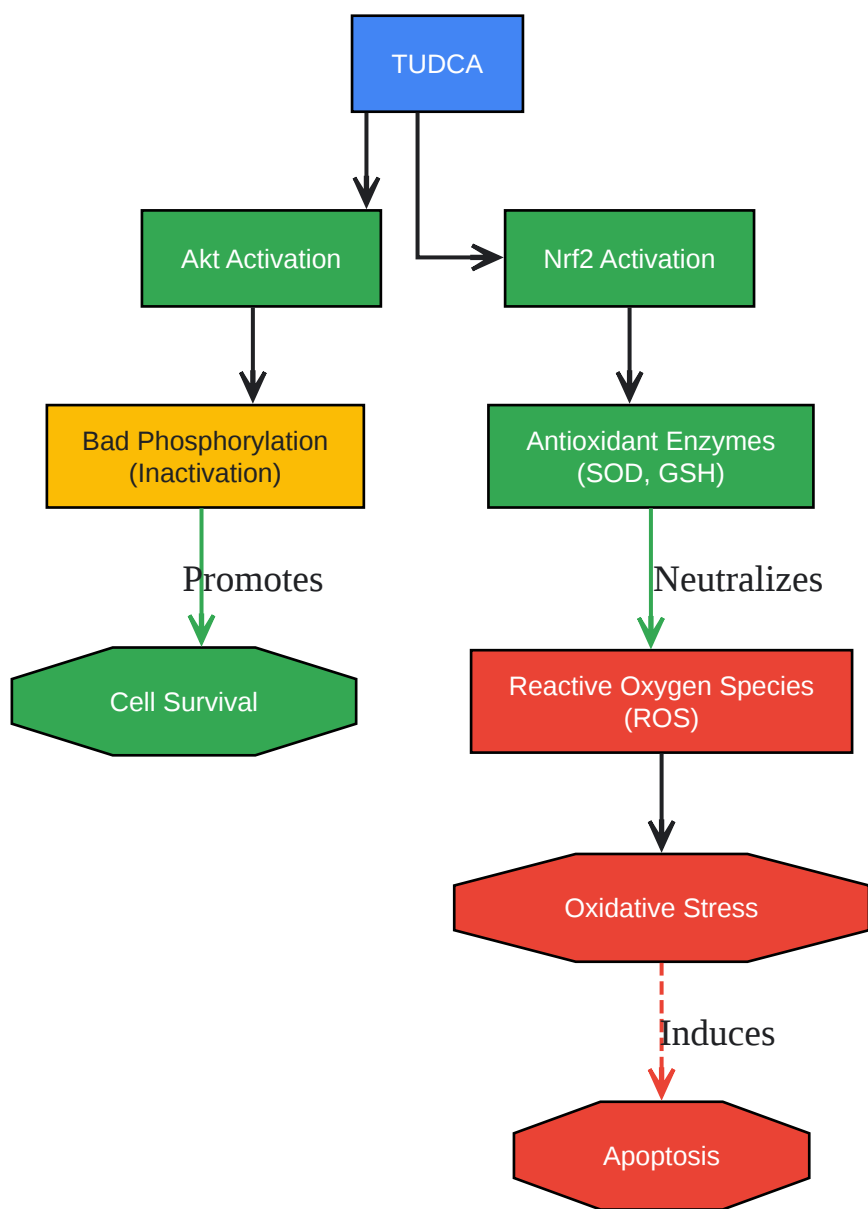 TUDCA
Akt Activation
Nrf2 Activation
Bad Phosphorylation
(Inactivation)
Antioxidant Enzymes
(SOD, GSH)
Promotes
Neutralizes
Cell Survival
Reactive Oxygen Species
(ROS)
Oxidative Stress
Induces
Apoptosis